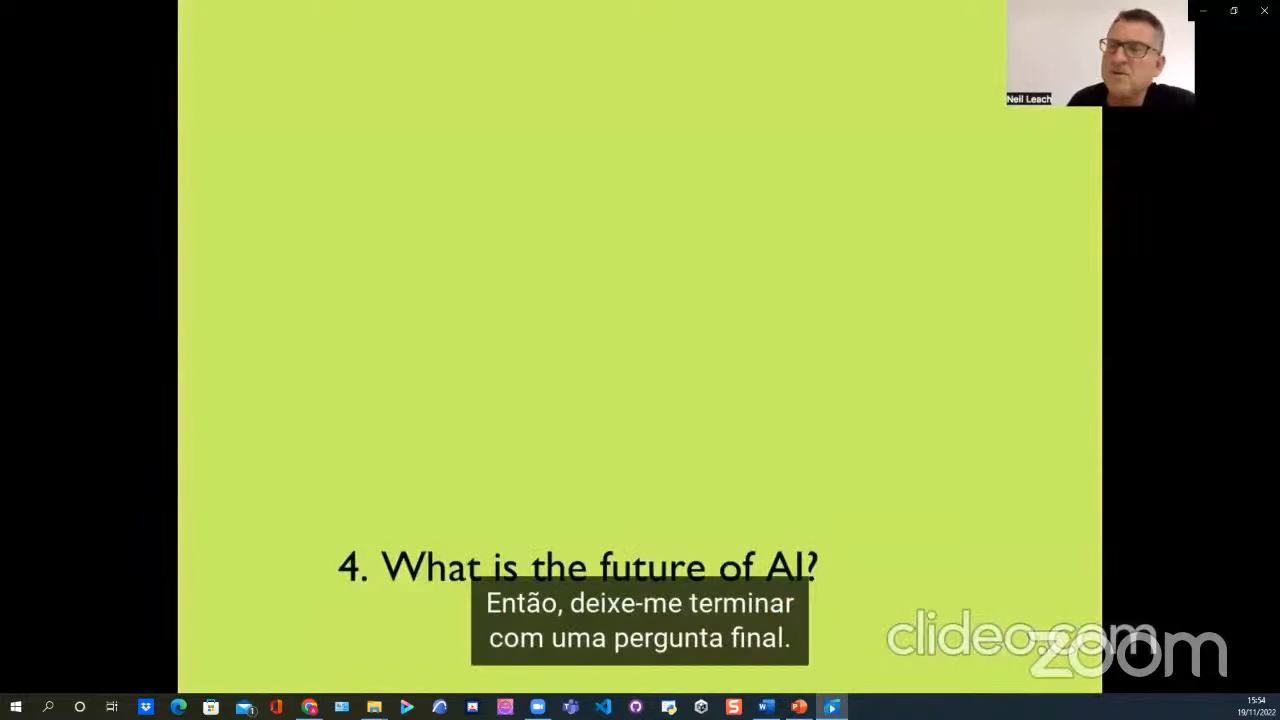 Neil Leach
4. What is the future of AI?
Então, deixe-me terminar
com uma pergunta final.
clideo.com
zoom
15:54
19/11/2022